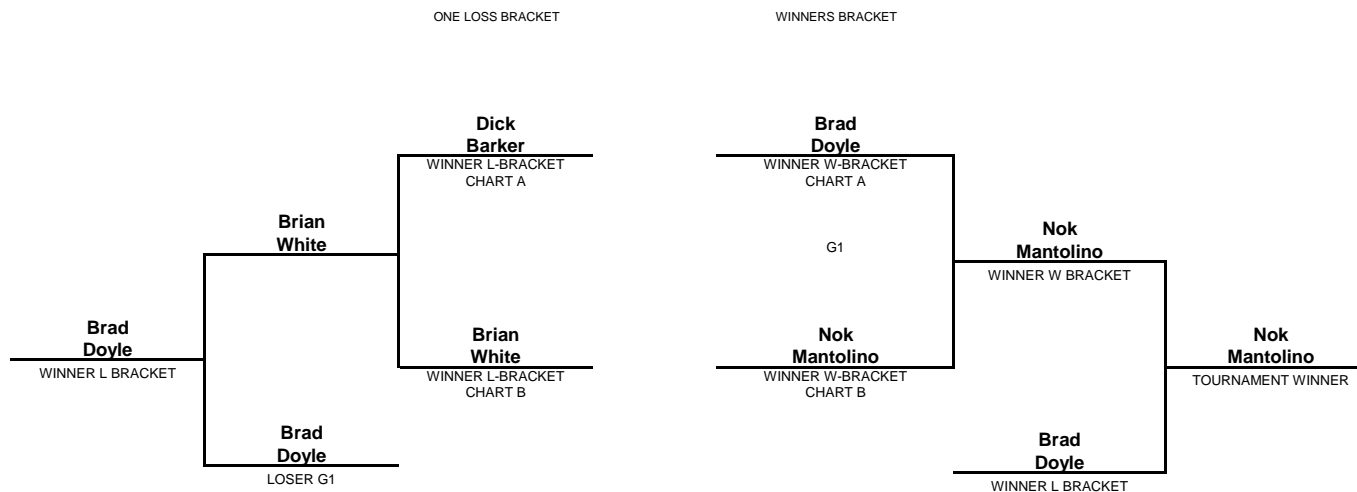 ONE LOSS BRACKET
WINNERS BRACKET
Dick
Barker
WINNER L-BRACKET
CHART A
Brad
Doyle
WINNER W-BRACKET
CHART A
Brian
White
G1
Nok
Mantolino
WINNER W BRACKET
Brad
Doyle
WINNER L BRACKET
Brian
White
WINNER L-BRACKET
CHART B
Nok
Mantolino
WINNER W-BRACKET
CHART B
Nok
Mantolino
TOURNAMENT WINNER
Brad
Doyle
LOSER G1
Brad
Doyle
WINNER L BRACKET